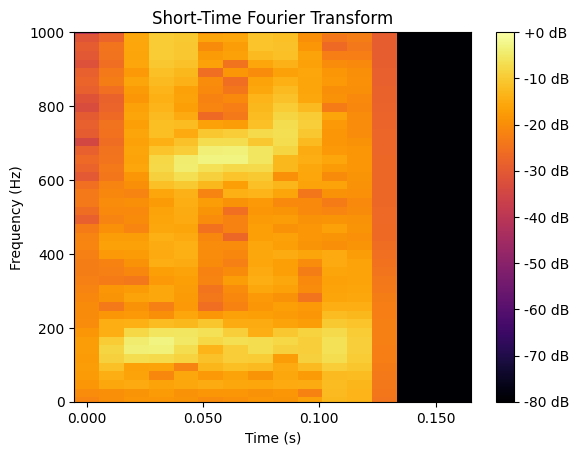 Short-Time Fourier Transform
1000
800
600
400
200
0
Frequency (Hz)
0.000
0.050
0.100
0.150
Time (s)
+0 dB
-10 dB
-20 dB
-30 dB
-40 dB
-50 dB
-60 dB
-70 dB
-80 dB